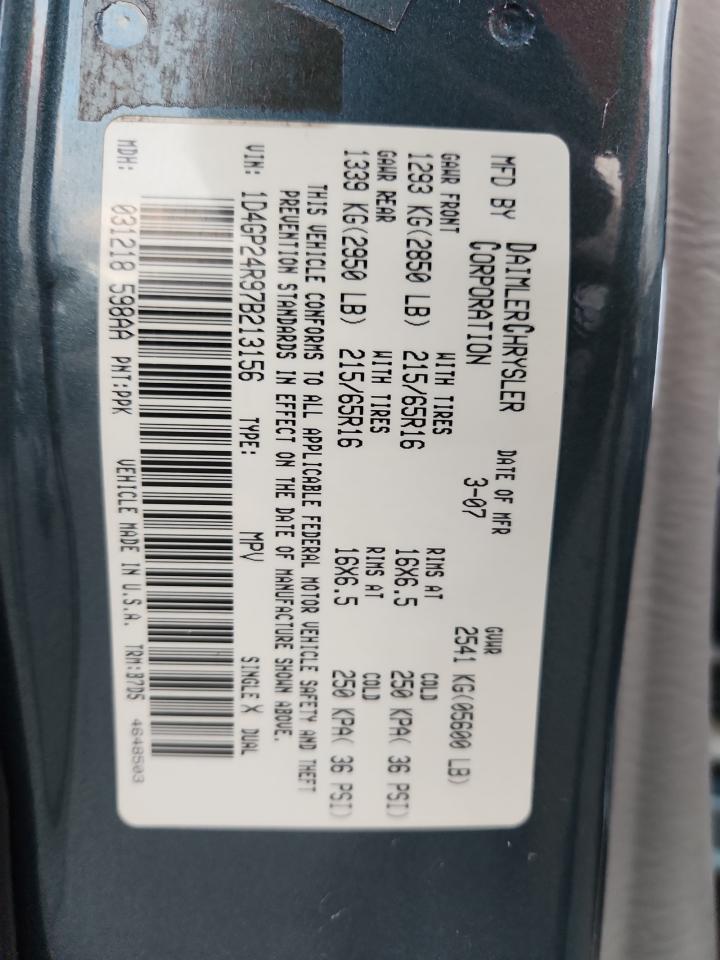 MFD BY DAIMLERCHRYSLER CORPORATION DATE OF MFR 3-07 GVWR 2541 KG(05600 LB)
GAWR FRONT WITH TIRES RIMS AT COLD
1293 KG(2850 LB) 215/65R16 16X6.5 250 KPA( 36 PSI)
GAWR REAR WITH TIRES RIMS AT COLD
1339 KG(2950 LB) 215/65R16 16X6.5 250 KPA( 36 PSI)
THIS VEHICLE CONFORMS TO ALL APPLICABLE FEDERAL MOTOR VEHICLE SAFETY AND THEFT
PREVENTION STANDARDS IN EFFECT ON THE DATE OF MANUFACTURE SHOWN ABOVE.
VIN: 1D4GP24R97B213156 TYPE: MPV SINGLE X DUAL
MDH: 031218 598AA PNT:PPK VEHICLE MADE IN U.S.A. TRM:B7D5 4648503